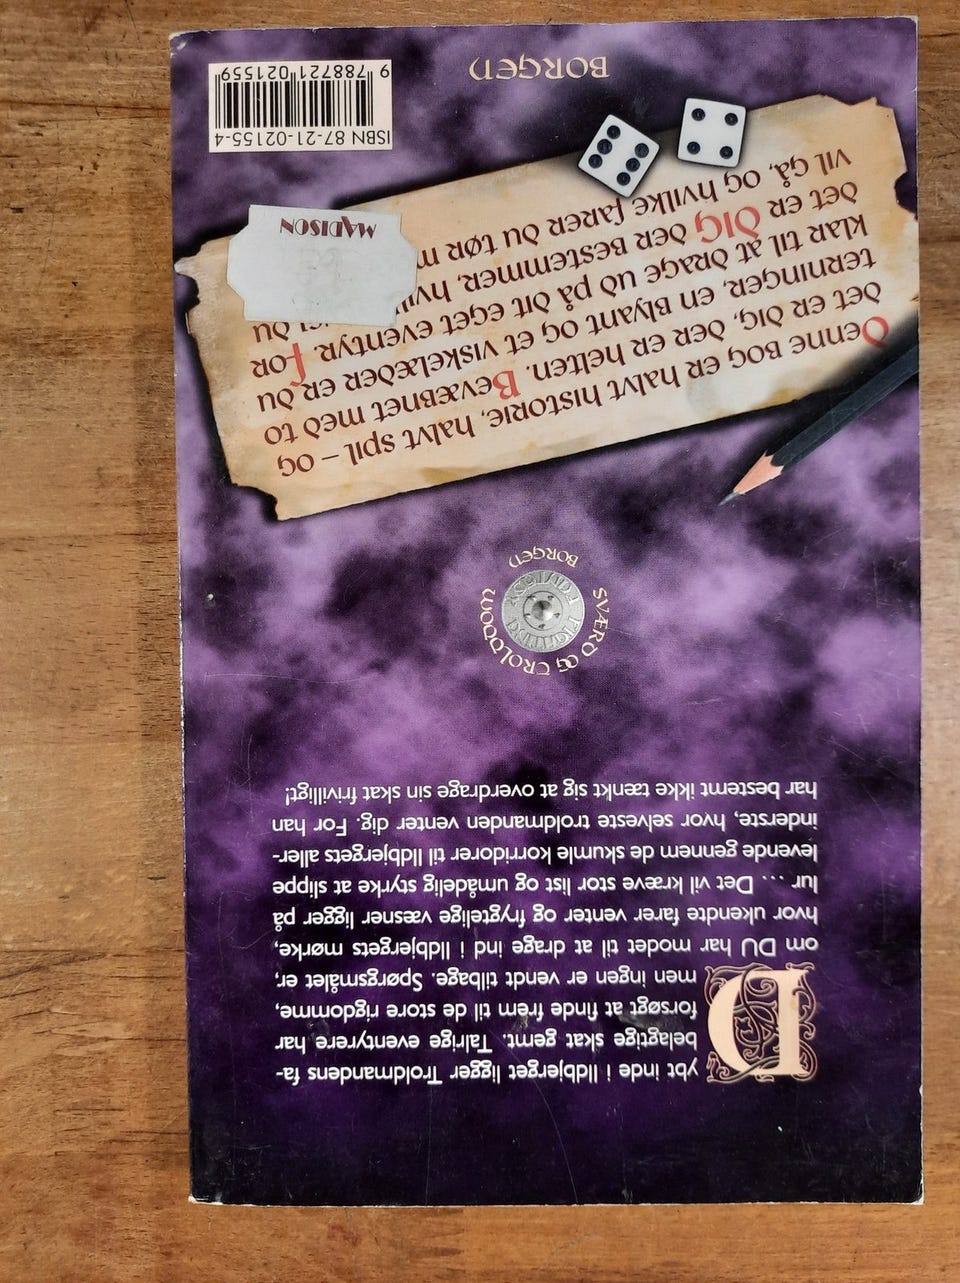 Dybt inde i Ildbjerget ligger Troldmandens fa-
belagtige skat gemt. Talrige eventyrere har
forsøgt at finde frem til de store rigdomme,
men ingen er vendt tilbage. Spørgsmålet er,
om DU har modet til at drage ind i Ildbjergets mørke,
hvor ukendte farer venter og frygtelige væsner ligger på
lur ... Det vil kræve stor list og umådelig styrke at slippe
levende gennem de skumle korridorer til Ildbjergets aller-
inderste, hvor selveste troldmanden venter dig. For han
har bestemt ikke tænkt sig at overdrage sin skat frivilligt!
SVÆRD OG TROLDDOM
FIGHTING FANTASY
BORGEN
Denne bog er halvt historie, halvt spil – og
det er dig, der er helten. Bevæbnet med to
terninger, en blyant og et viskelæder er du
klar til at drage ud på dit eget eventyr. For
det er DIG der bestemmer, du
vil gå, og hvilke farer du tør
MADISON
ISBN 87-21-02155-4
9 788721 021559
BORGEN